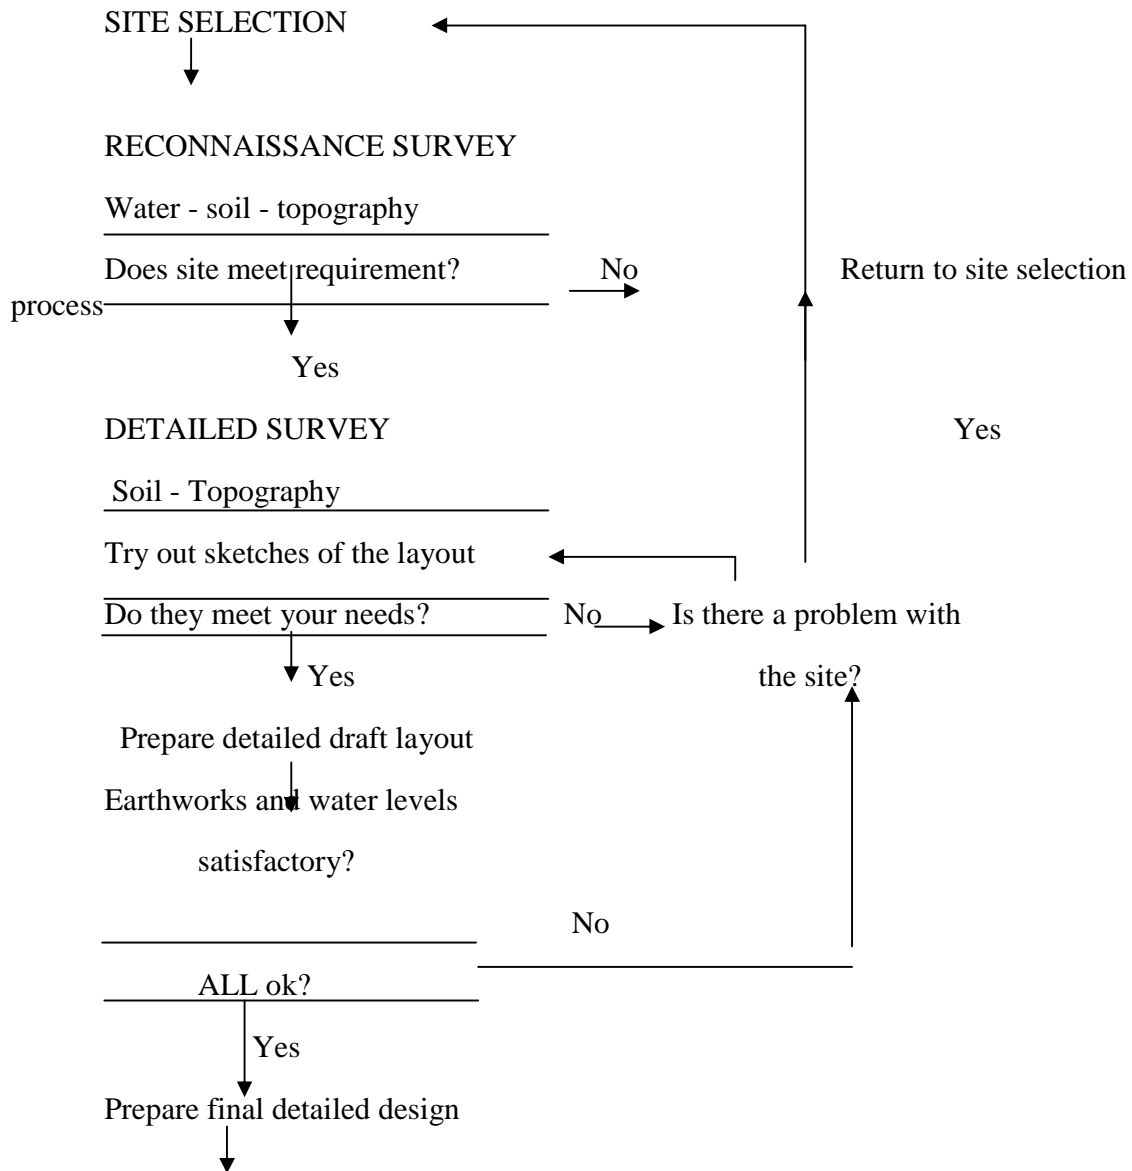 SITE SELECTION
RECONNAISSANCE SURVEY
Water - soil - topography
Does site meet requirement? No Return to site selection
process
Yes
DETAILED SURVEY Yes
Soil - Topography
Try out sketches of the layout
Do they meet your needs? No Is there a problem with
Yes the site?
Prepare detailed draft layout
Earthworks and water levels
satisfactory?
No
ALL ok?
Yes
Prepare final detailed design